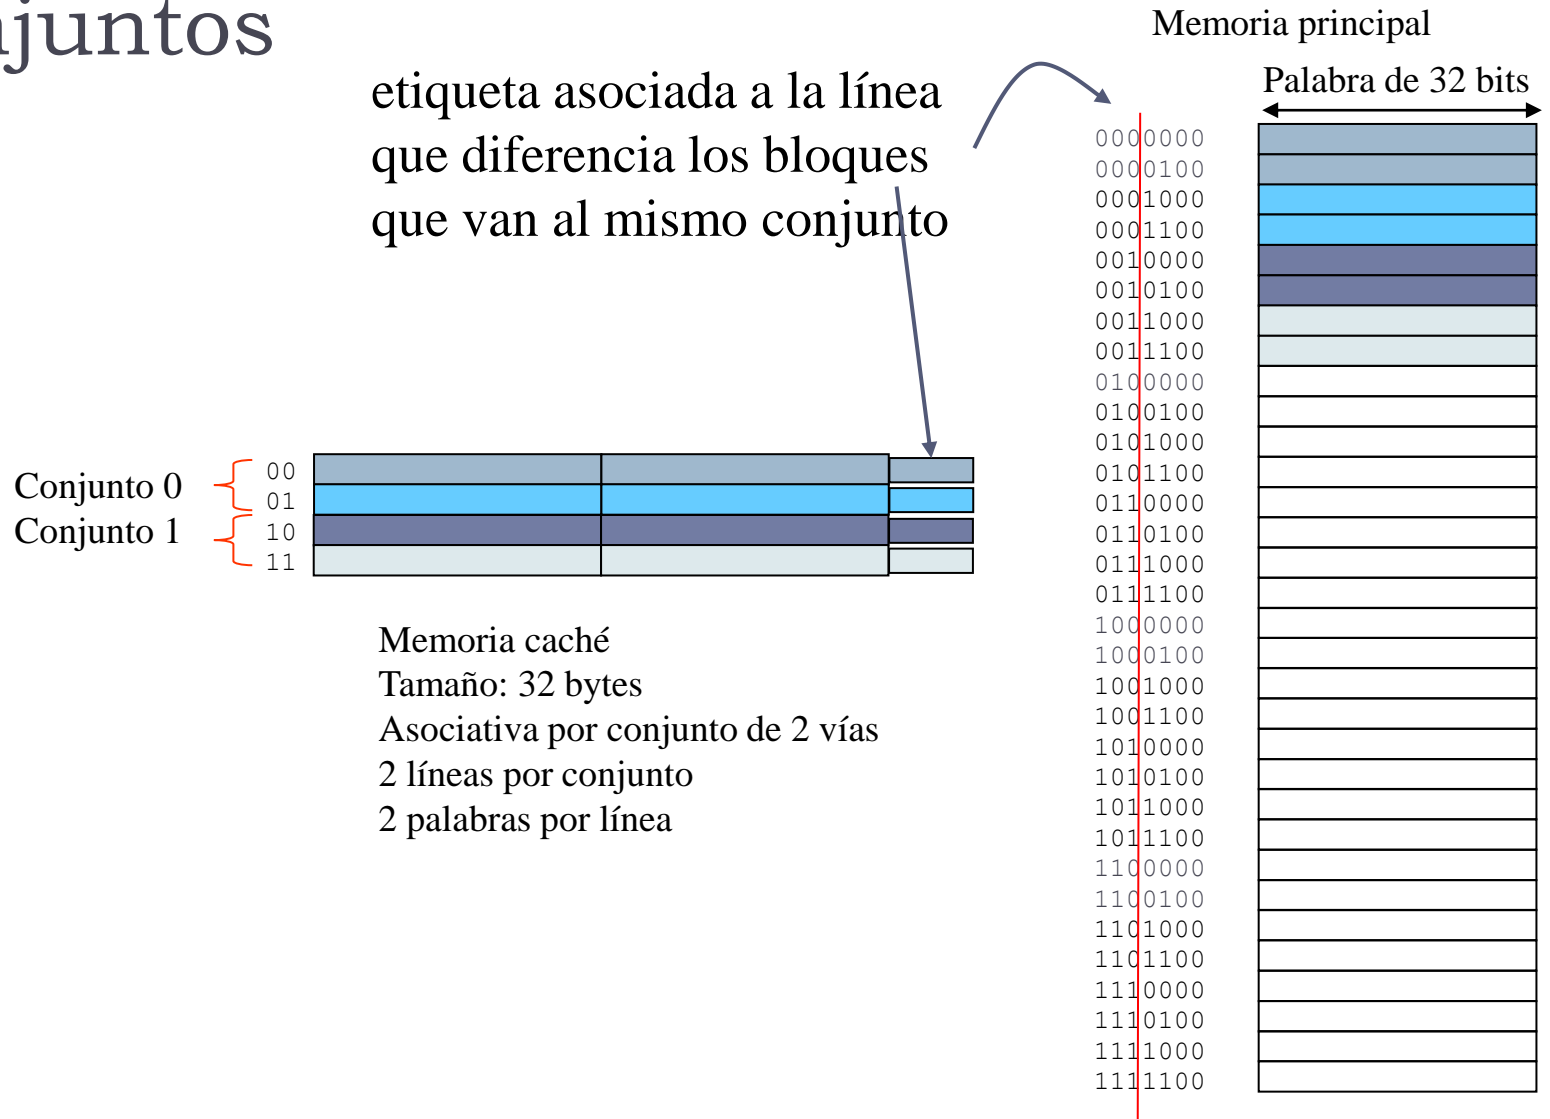 njuntos
Memoria principal
Palabra de 32 bits
etiqueta asociada a la línea
que diferencia los bloques
que van al mismo conjunto
0000000
0000100
0001000
0001100
0010000
0010100
0011000
0011100
0100000
0100100
0101000
0101100
0110000
0110100
0111000
0111100
1000000
1000100
1001000
1001100
1010000
1010100
1011000
1011100
1100000
1100100
1101000
1101100
1110000
1110100
1111000
1111100
Conjunto 0
Conjunto 1
00
01
10
11
Memoria caché
Tamaño: 32 bytes
Asociativa por conjunto de 2 vías
2 líneas por conjunto
2 palabras por línea